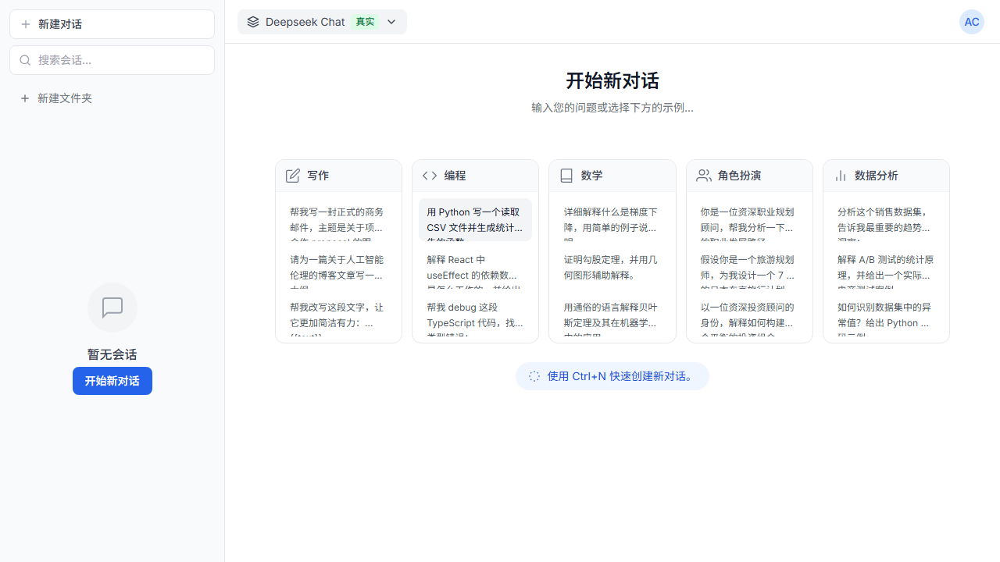 新建对话
搜索会话...
新建文件夹
暂无会话
开始新对话
Deepseek Chat 真实
AC
开始新对话
输入您的问题或选择下方的示例...
写作
帮我写一封正式的商务
邮件，主题是关于项...
请为一篇关于人工智能
伦理的博客文章写一...
帮我改写这段文字，让
它更加简洁有力：...
编程
用 Python 写一个读取
CSV 文件并生成统计...
解释 React 中
useEffect 的依赖数...
帮我 debug 这段
TypeScript 代码，找...
数学
详细解释什么是梯度下
降，用简单的例子说...
证明勾股定理，并用几
何图形辅助解释。
用通俗的语言解释贝叶
斯定理及其在机器学...
角色扮演
你是一位资深职业规划
顾问，帮我分析一下...
假设你是一个旅游规划
师，为我设计一个 7 ...
以一位资深投资顾问的
身份，解释如何构建...
数据分析
分析这个销售数据集，
告诉我最重要的趋势...
解释 A/B 测试的统计原
理，并给出一个实际...
如何识别数据集中的异
常值？给出 Python ...
使用 Ctrl+N 快速创建新对话。